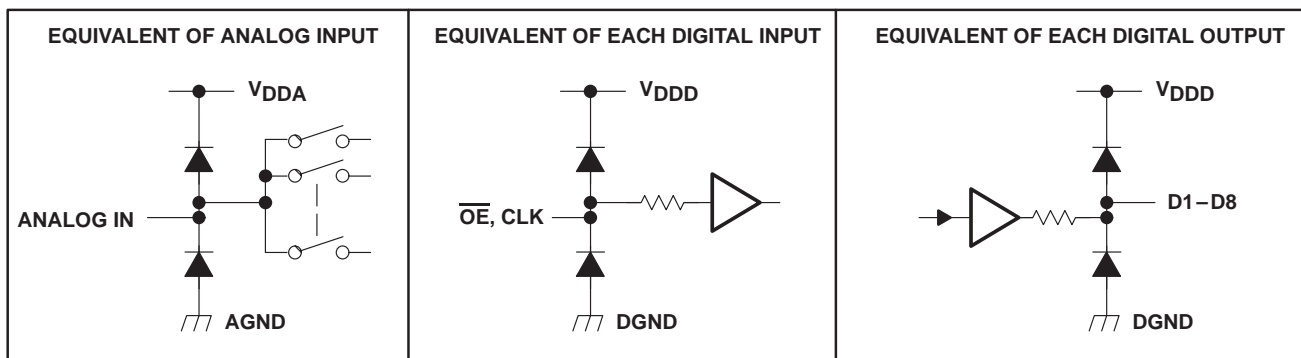 EQUIVALENT OF ANALOG INPUT
VDDA
ANALOG IN
AGND
EQUIVALENT OF EACH DIGITAL INPUT
VDDD
OE, CLK
DGND
EQUIVALENT OF EACH DIGITAL OUTPUT
VDDD
D1–D8
DGND